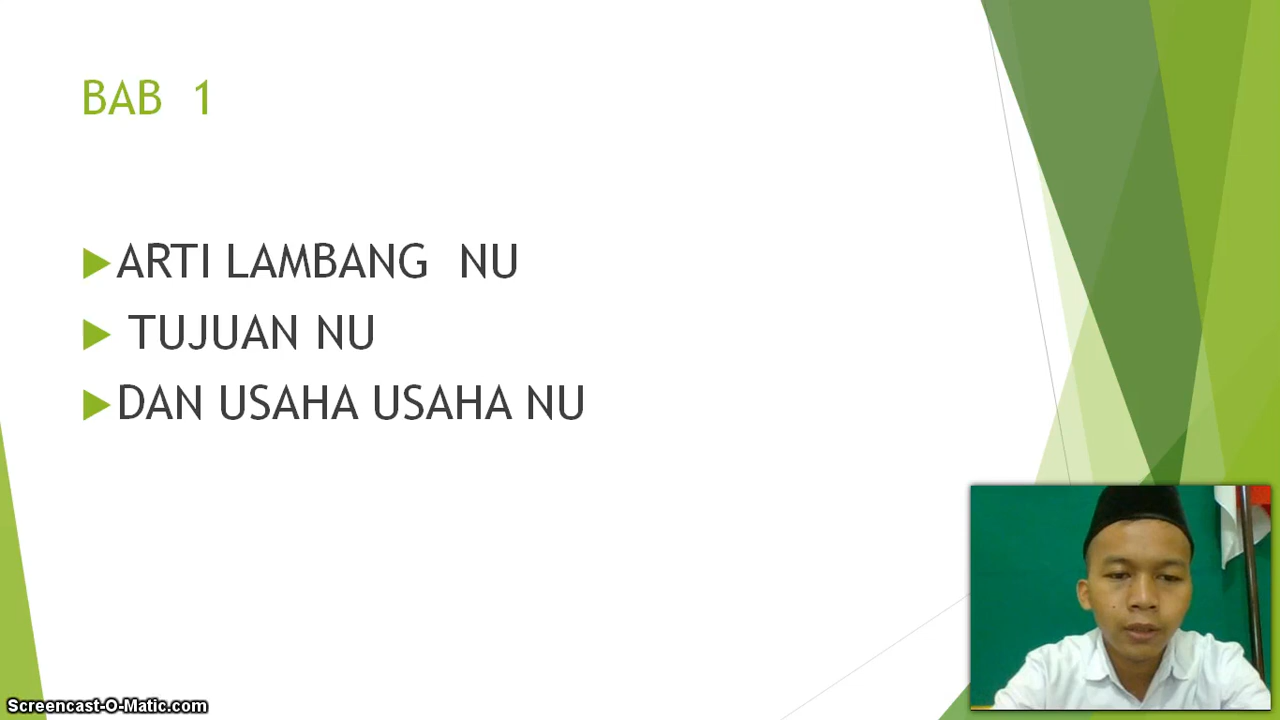 BAB 1
ARTI LAMBANG NU
TUJUAN NU
DAN USAHA USAHA NU
Screencast-O-Matic.com